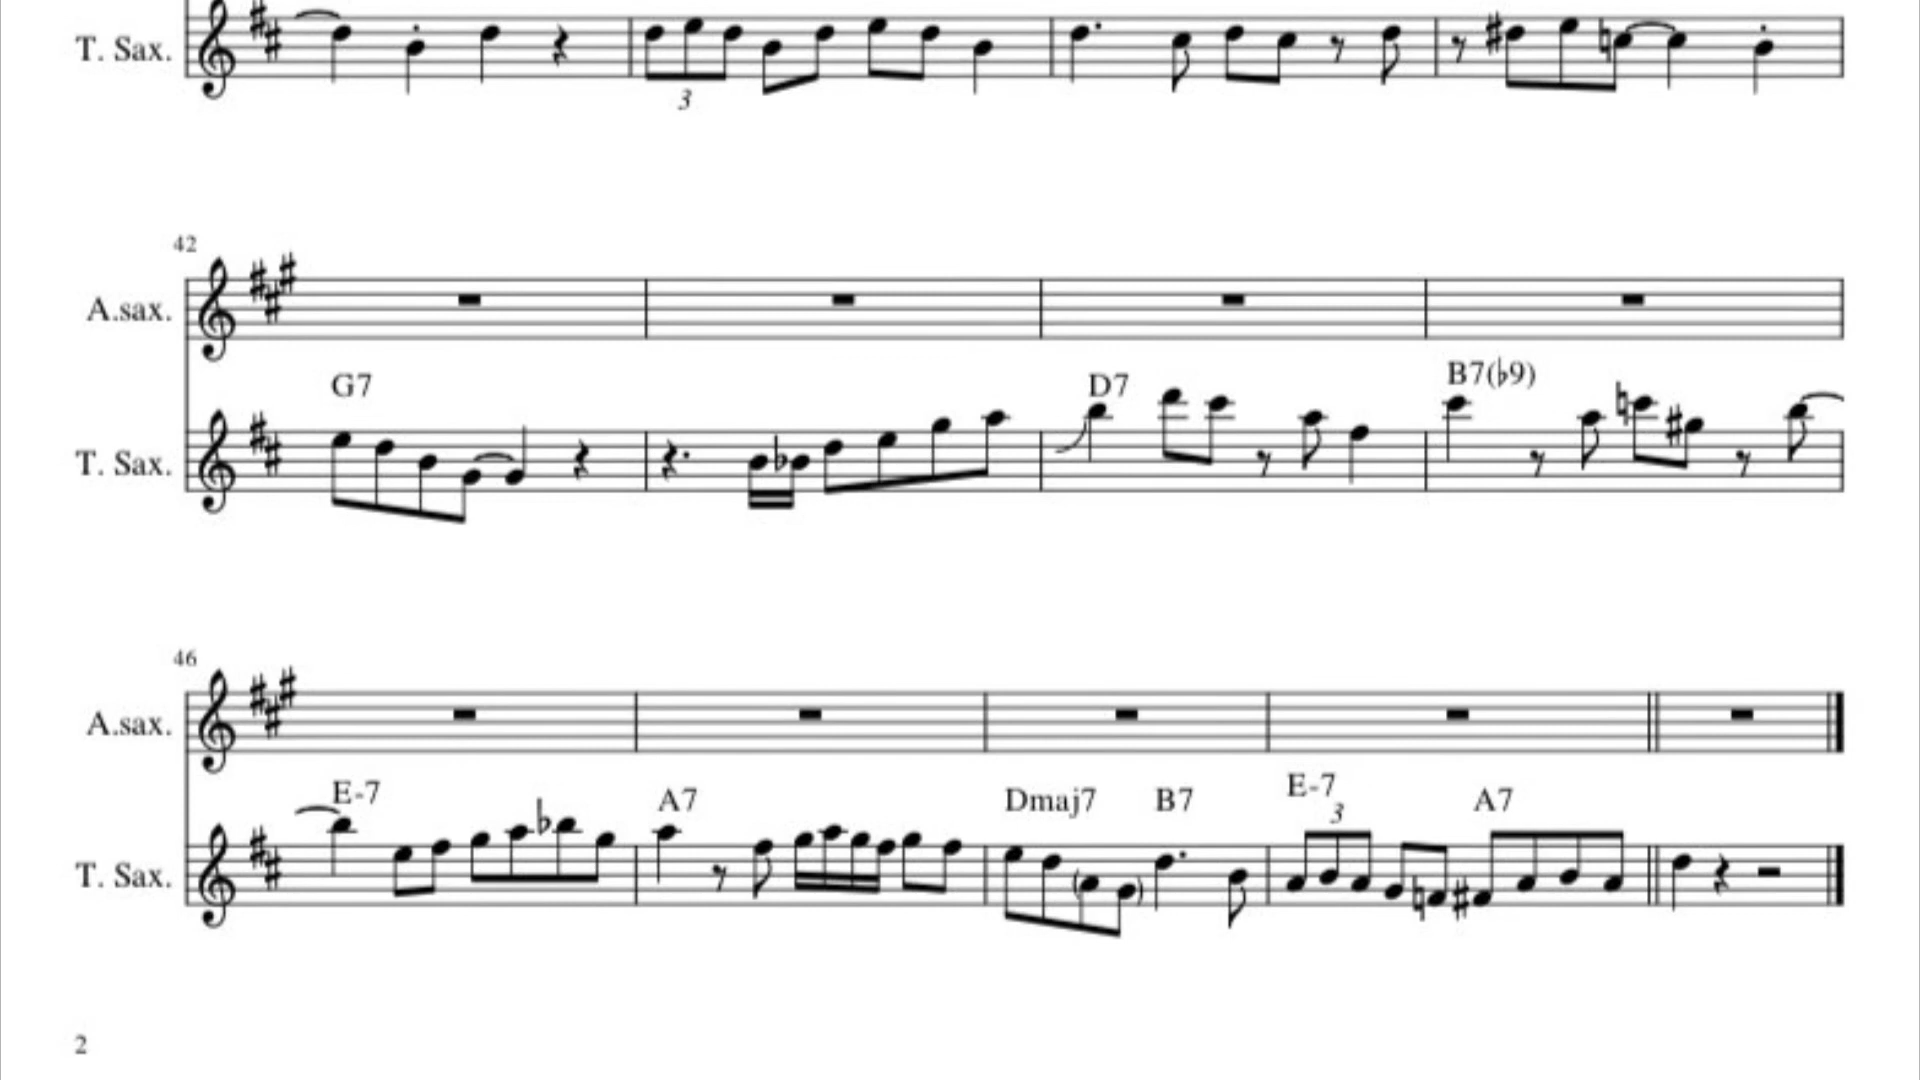 T. Sax.
3
42
A.sax.
G7 D7 B7(♭9)
T. Sax.
46
A.sax.
E-7 A7 Dmaj7 B7 E-7 A7
3
T. Sax.
2